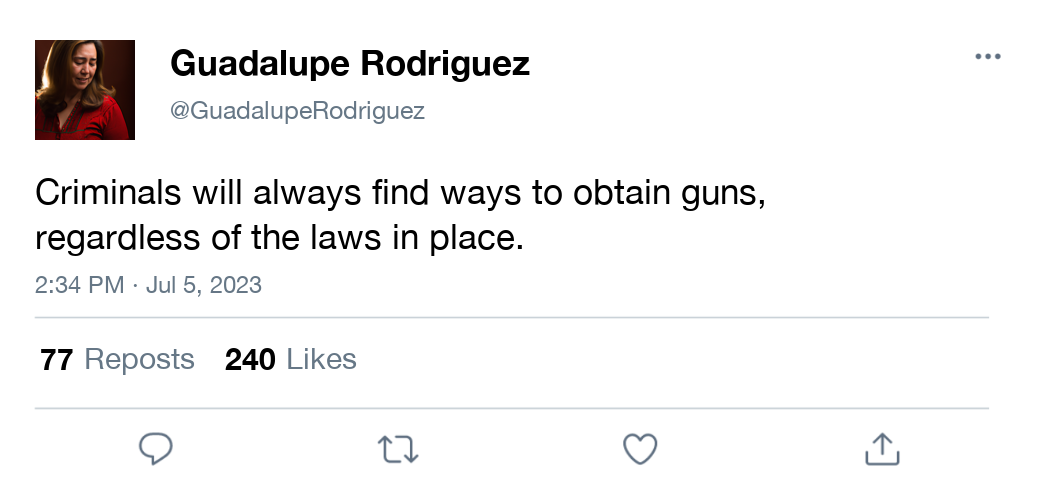 Guadalupe Rodriguez
@GuadalupeRodriguez
Criminals will always find ways to obtain guns,
regardless of the laws in place.
2:34 PM · Jul 5, 2023
77 Reposts 240 Likes